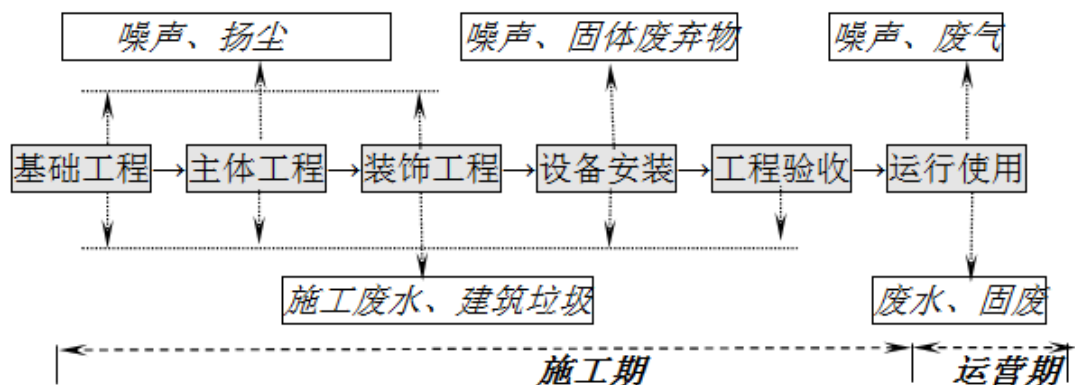 噪声、扬尘
噪声、固体废弃物
噪声、废气
基础工程
主体工程
装饰工程
设备安装
工程验收
运行使用
施工废水、建筑垃圾
废水、固废
施工期
运营期